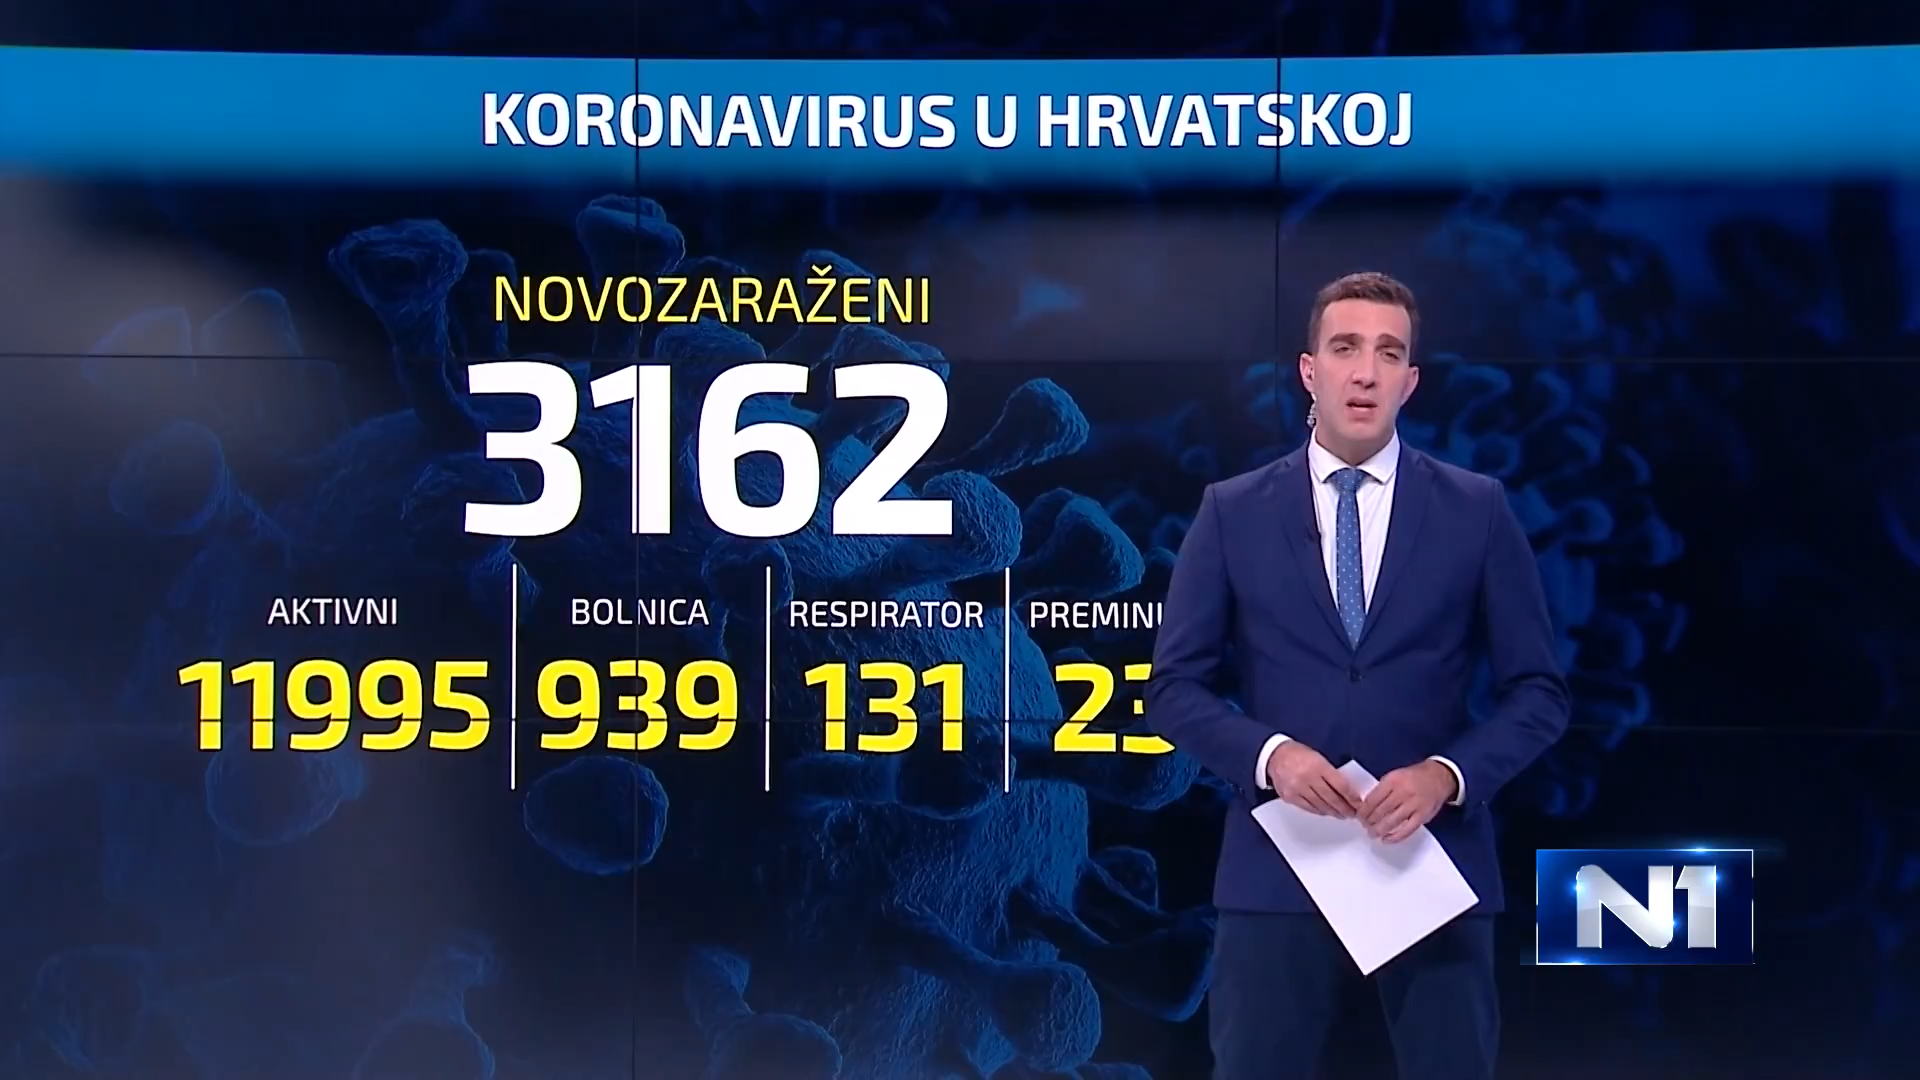 KORONAVIRUS U HRVATSKOJ
NOVOZARAŽENI
3162
AKTIVNI BOLNICA RESPIRATOR
11995 939 131
N1